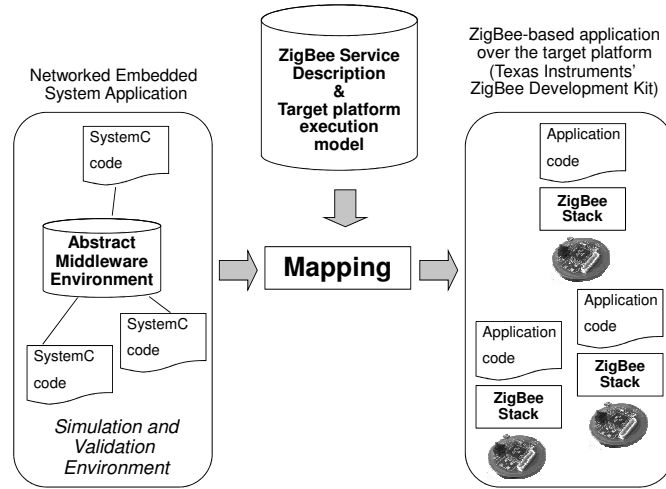 Networked Embedded
System Application
SystemC
code
Abstract
Middleware
Environment
SystemC
code
SystemC
code
Simulation and
Validation
Environment
ZigBee Service
Description
&
Target platform
execution
model
Mapping
ZigBee-based application
over the target platform
(Texas Instruments'
ZigBee Development Kit)
Application
code
ZigBee
Stack
Application
code
ZigBee
Stack
Application
code
ZigBee
Stack